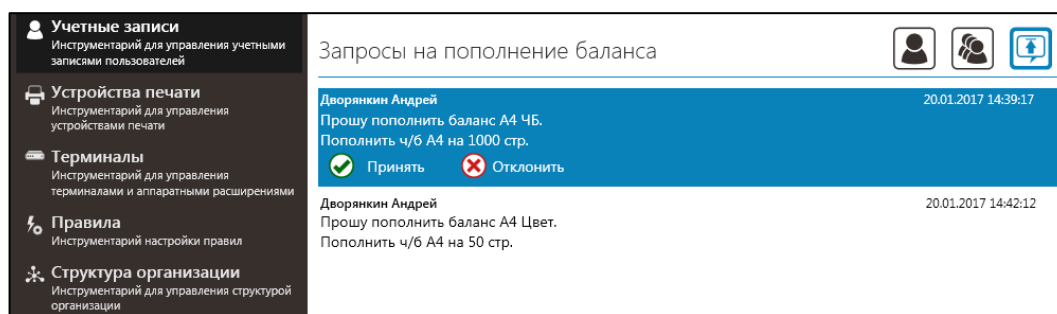 Учетные записи
Инструментарий для управления учетными
записями пользователей
Устройства печати
Инструментарий для управления
устройствами печати
Терминалы
Инструментарий для управления
терминалами и аппаратными расширениями
Правила
Инструментарий настройки правил
Структура организации
Инструментарий для управления структурой
организации
Запросы на пополнение баланса
Дворянкин Андрей 20.01.2017 14:39:17
Прошу пополнить баланс А4 ЧБ.
Пополнить ч/б А4 на 1000 стр.
Принять Отклонить
Дворянкин Андрей 20.01.2017 14:42:12
Прошу пополнить баланс А4 Цвет.
Пополнить ч/б А4 на 50 стр.